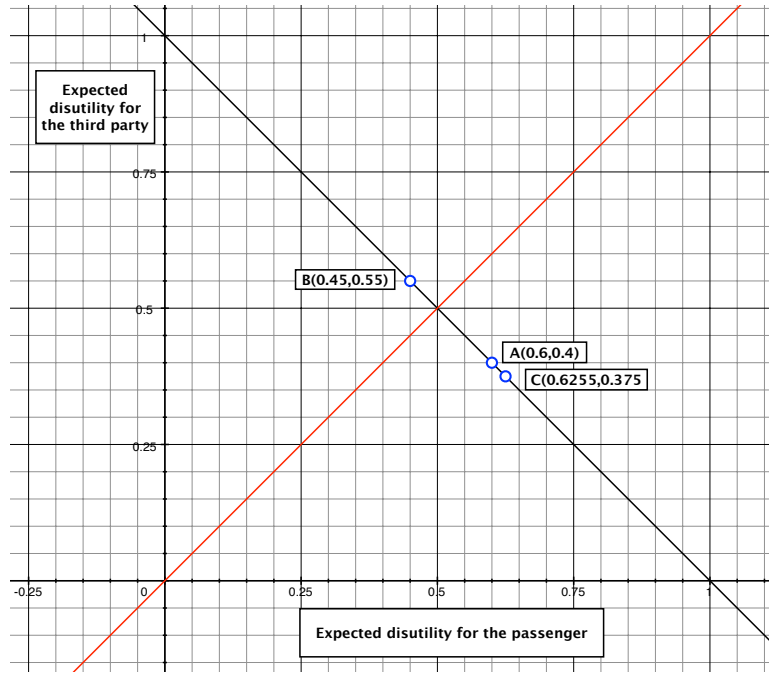 1
Expected
disutility for
the third party
0.75
B(0.45,0.55)
0.5
A(0.6,0.4)
C(0.6255,0.375
0.25
-0.25
0
0.25
0.5
0.75
1
Expected disutility for the passenger